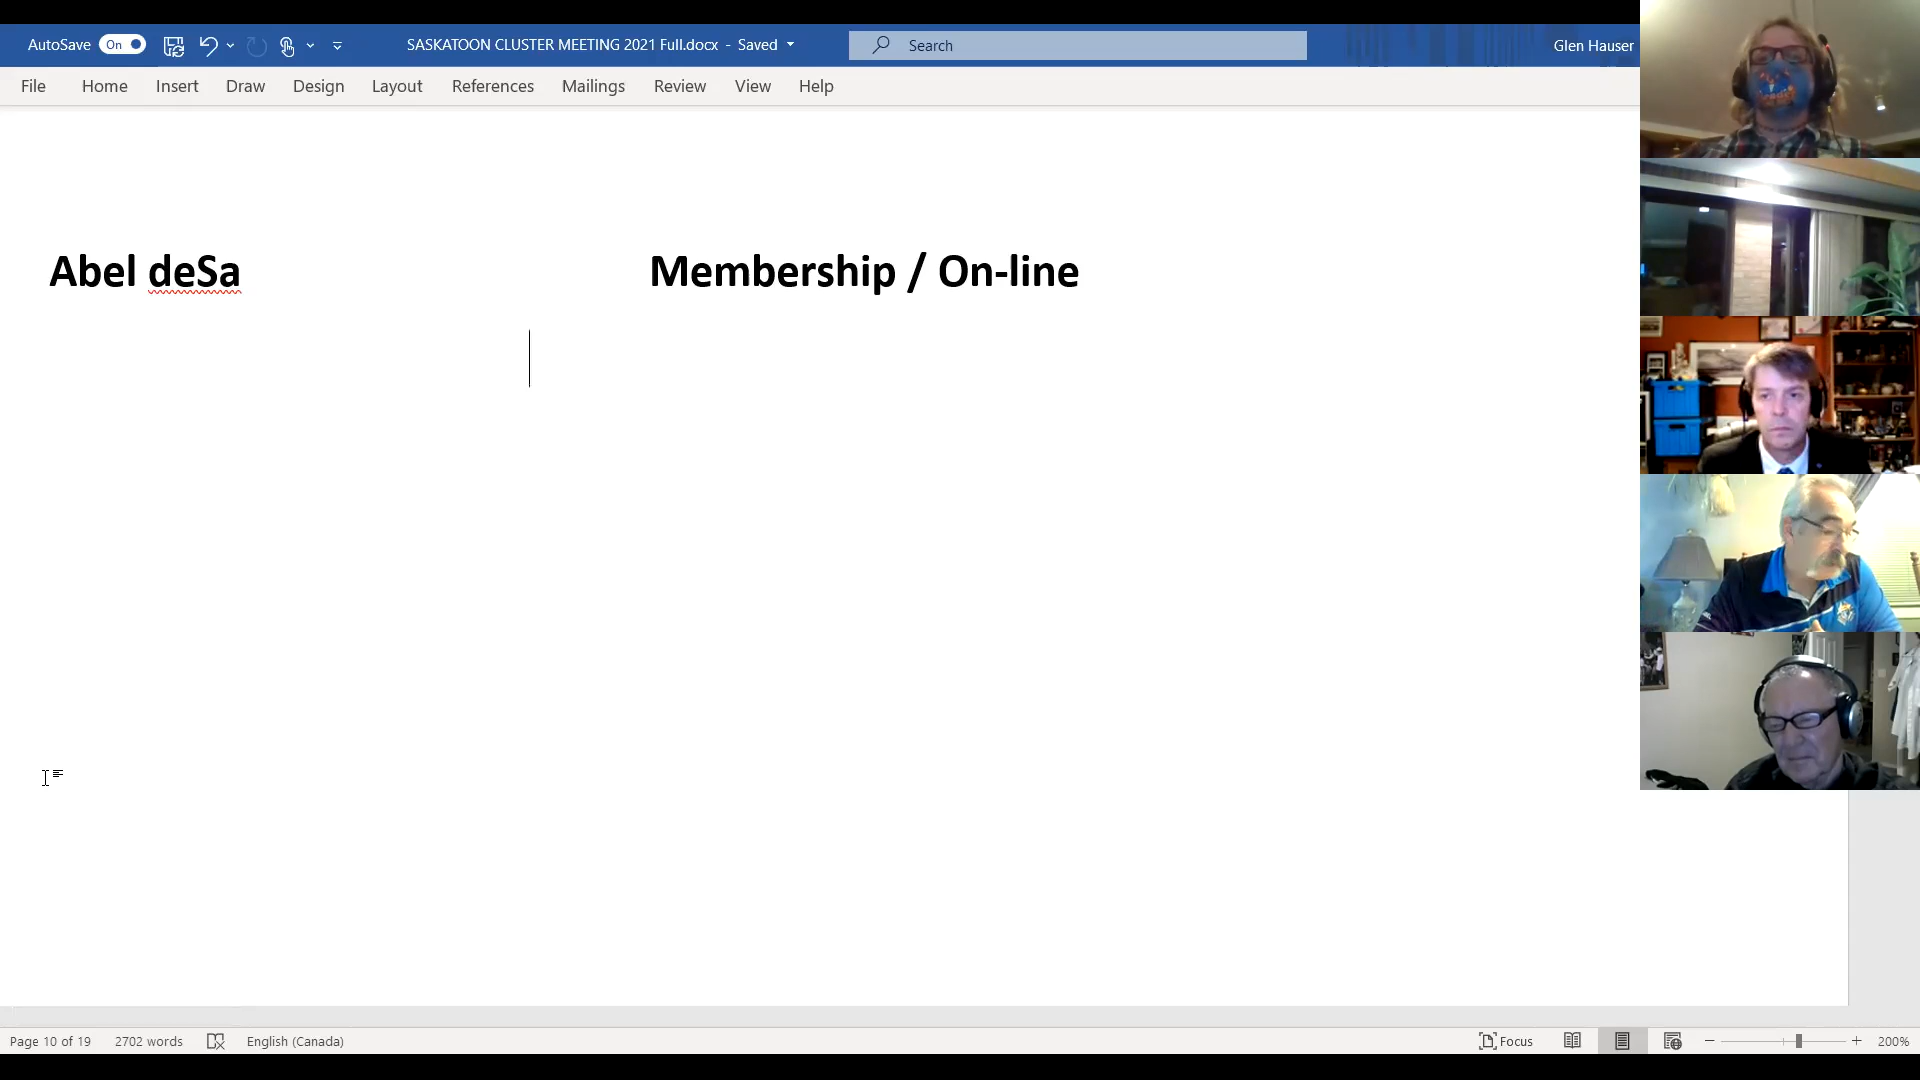 AutoSave On SASKATOON CLUSTER MEETING 2021 Full.docx - Saved Search Glen Hauser
File Home Insert Draw Design Layout References Mailings Review View Help
Abel deSa Membership / On-line
Page 10 of 19 2702 words English (Canada) Focus 200%